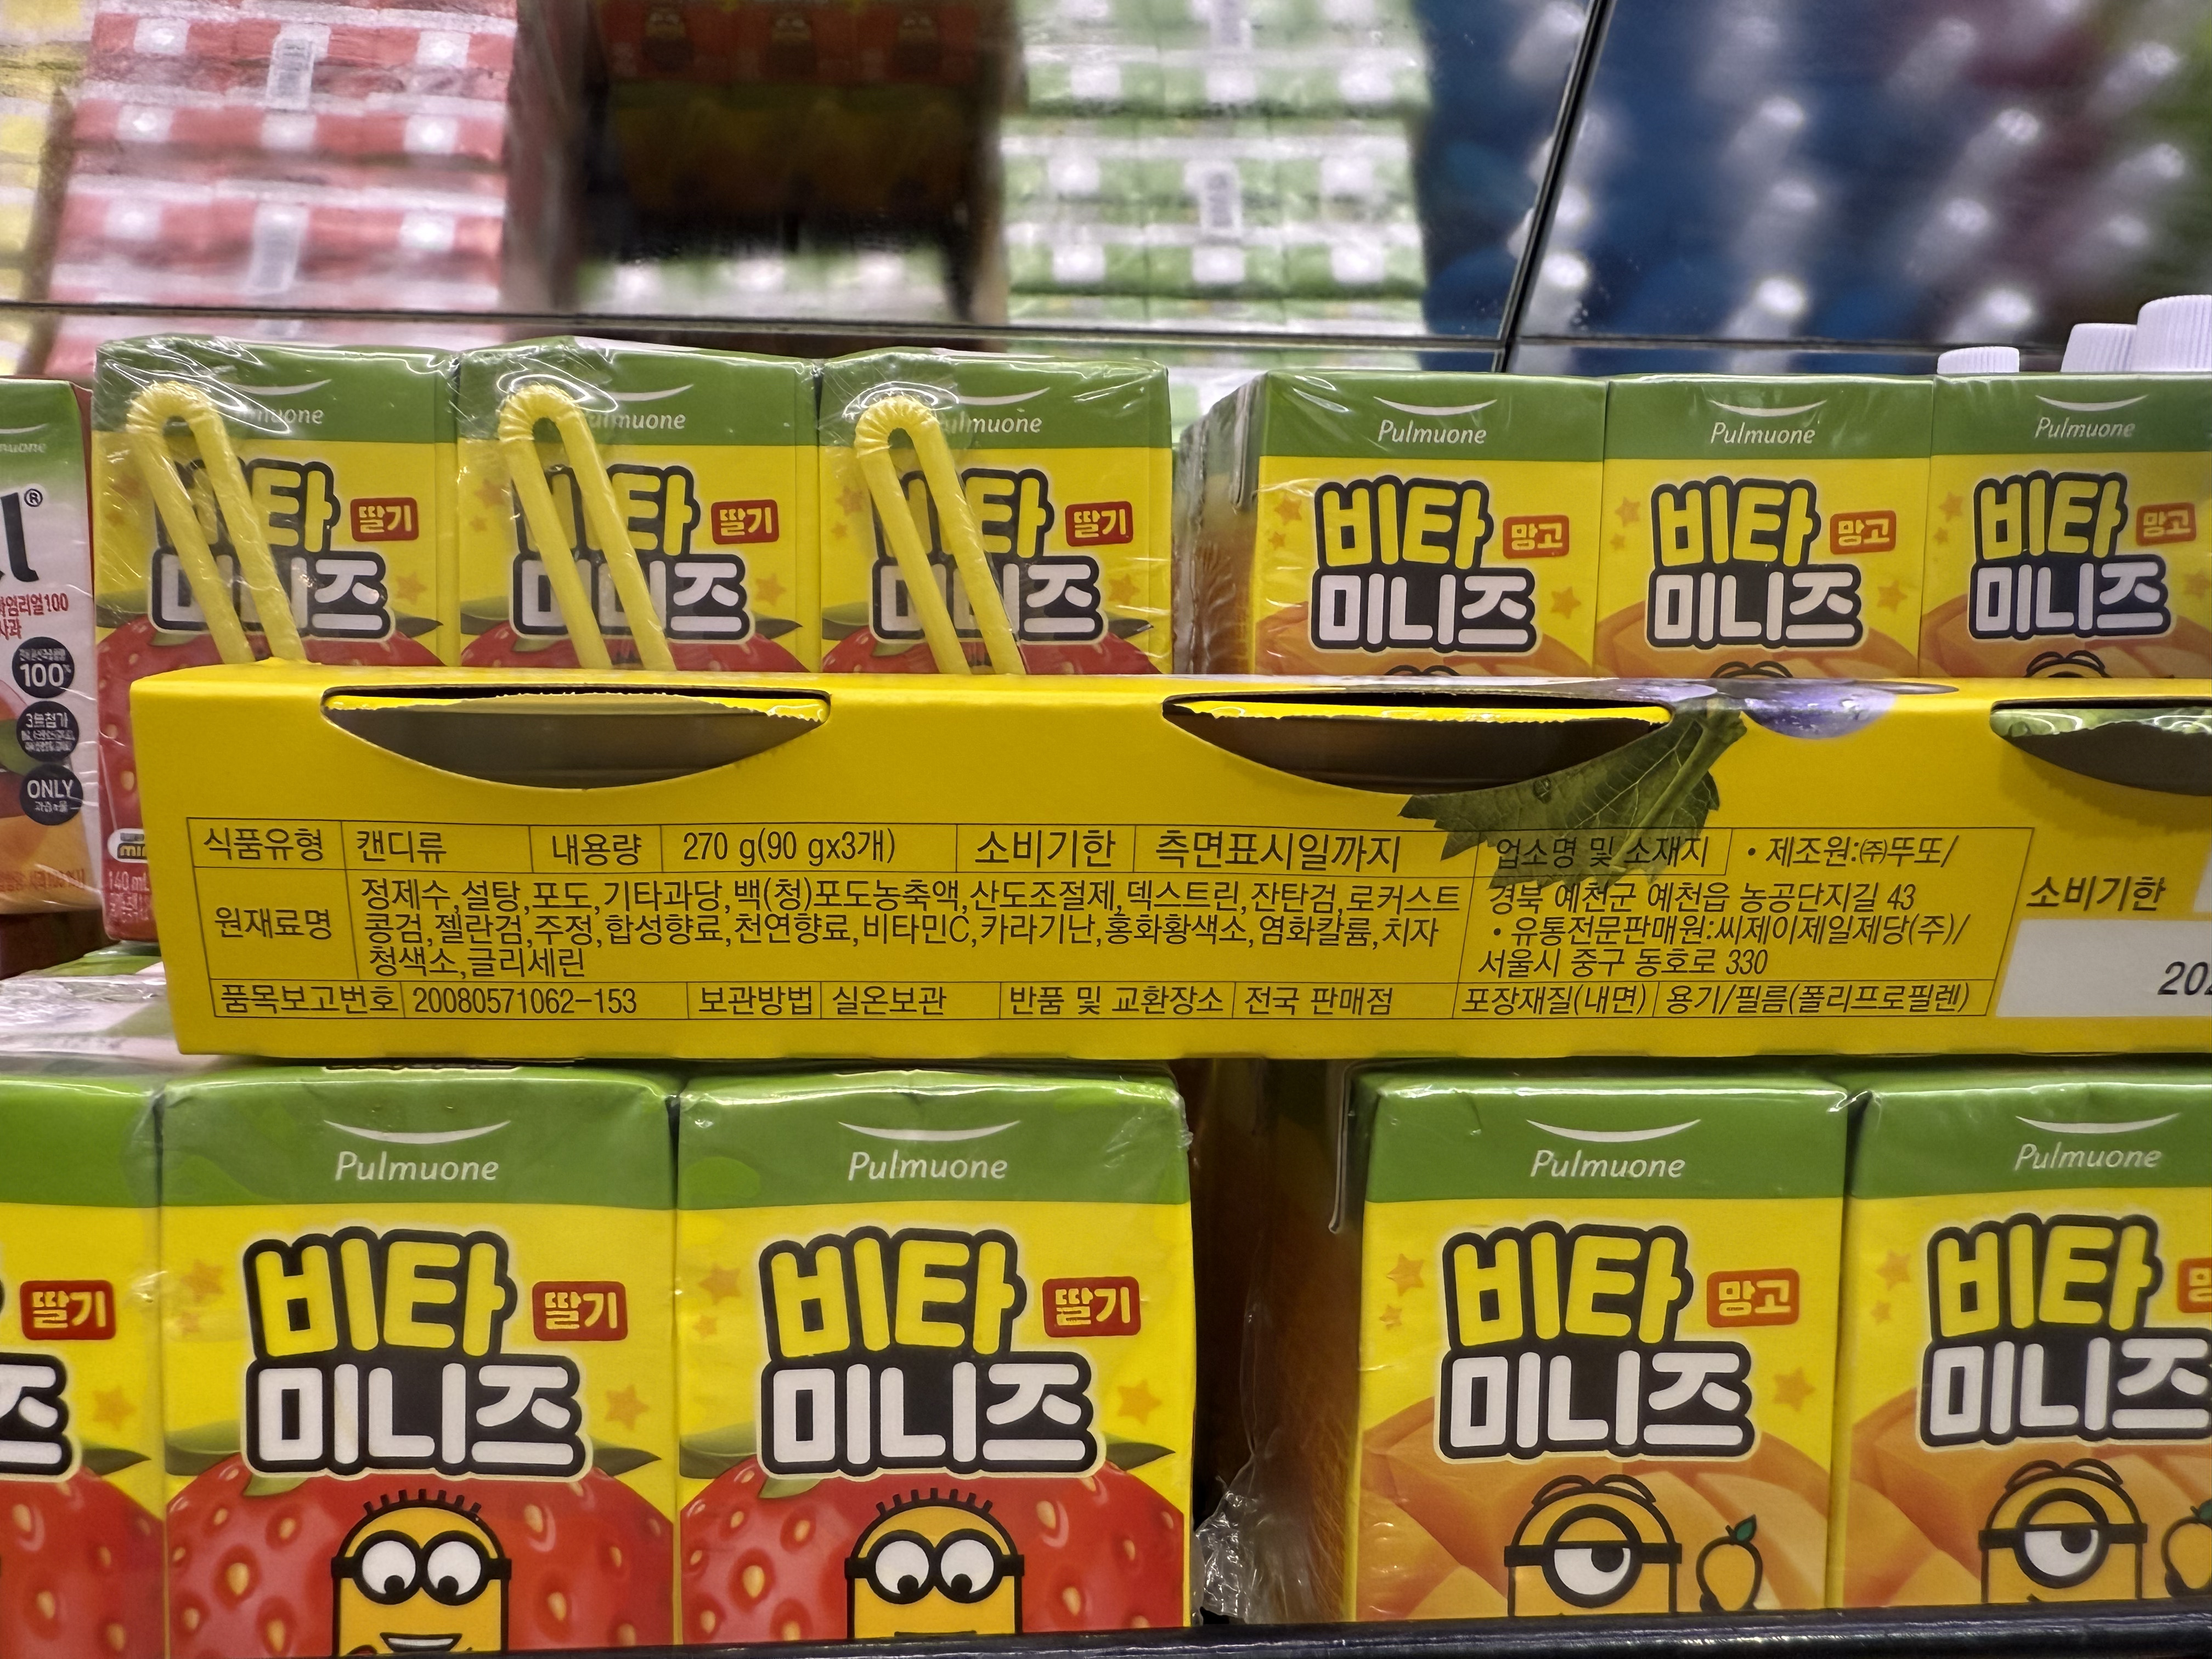 Pulmuone
비타
딸기
미니즈
Pulmuone
비타
딸기
미니즈
Pulmuone
비타
딸기
미니즈
Pulmuone
비타
망고
미니즈
Pulmuone
비타
망고
미니즈
Pulmuone
비타
망고
미니즈
100%
ONLY
식품유형 캔디류 내용량 270 g(90 gx3개) 소비기한 측면표시일까지
원재료명
정제수,설탕,포도,기타과당,백(청)포도농축액,산도조절제,덱스트린,잔탄검,로커스트
콩검,젤란검,주정,합성향료,천연향료,비타민C,카라기난,홍화황색소,염화칼륨,치자
청색소,글리세린
업소명 및 소재지 • 제조원:㈜뚜또/
경북 예천군 예천읍 농공단지길 43
• 유통전문판매원:씨제이제일제당(주)/
서울시 중구 동호로 330
품목보고번호 20080571062-153 보관방법 실온보관 반품 및 교환장소 전국 판매점 포장재질(내면) 용기/필름(폴리프로필렌)
소비기한
딸기
Pulmuone
비타
딸기
미니즈
Pulmuone
비타
딸기
미니즈
Pulmuone
비타
망고
미니즈
Pulmuone
비타
미니즈